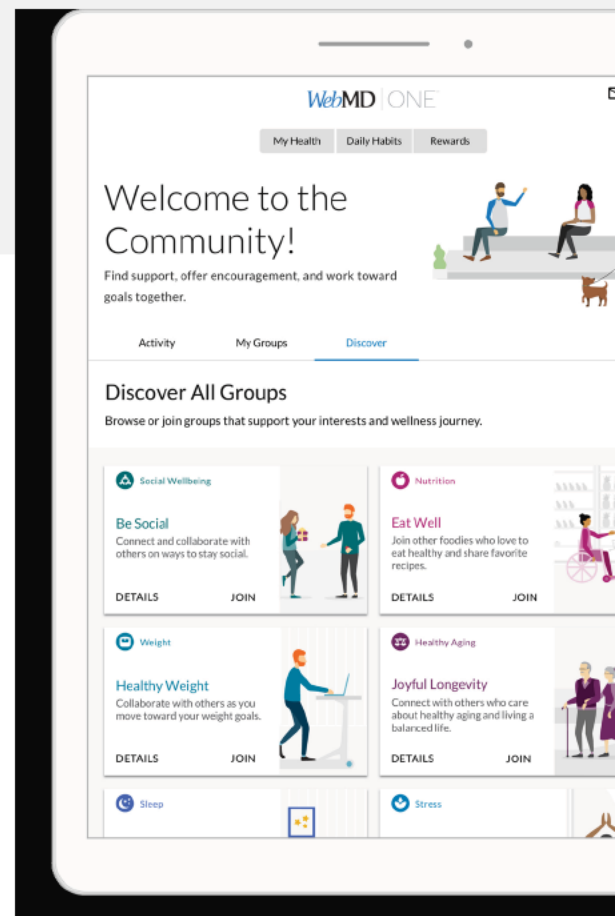 WebMD ONE
My Health Daily Habits Rewards
Welcome to the
Community!
Find support, offer encouragement, and work toward
goals together.
Activity My Groups Discover
Discover All Groups
Browse or join groups that support your interests and wellness journey.
Social Wellbeing
Be Social
Connect and collaborate with
others on ways to stay social.
DETAILS JOIN
Nutrition
Eat Well
Join other foodies who love to
eat healthy and share favorite
recipes.
DETAILS JOIN
Weight
Healthy Weight
Collaborate with others as you
move toward your weight goals.
DETAILS JOIN
Healthy Aging
Joyful Longevity
Connect with others who care
about healthy aging and living a
balanced life.
DETAILS JOIN
Sleep
Stress